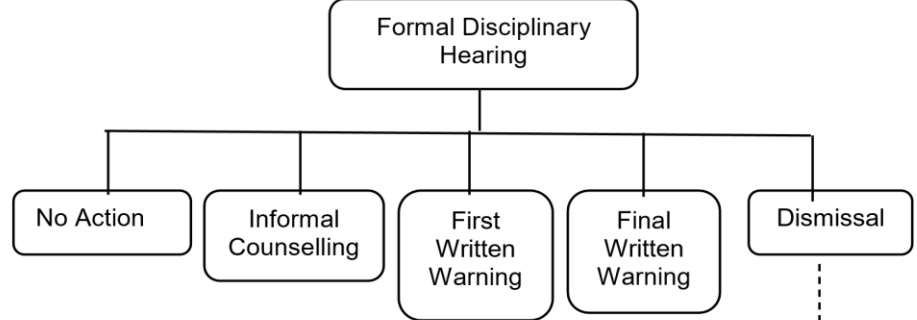 Formal Disciplinary
Hearing
No Action
Informal
Counselling
First
Written
Warning
Final
Written
Warning
Dismissal